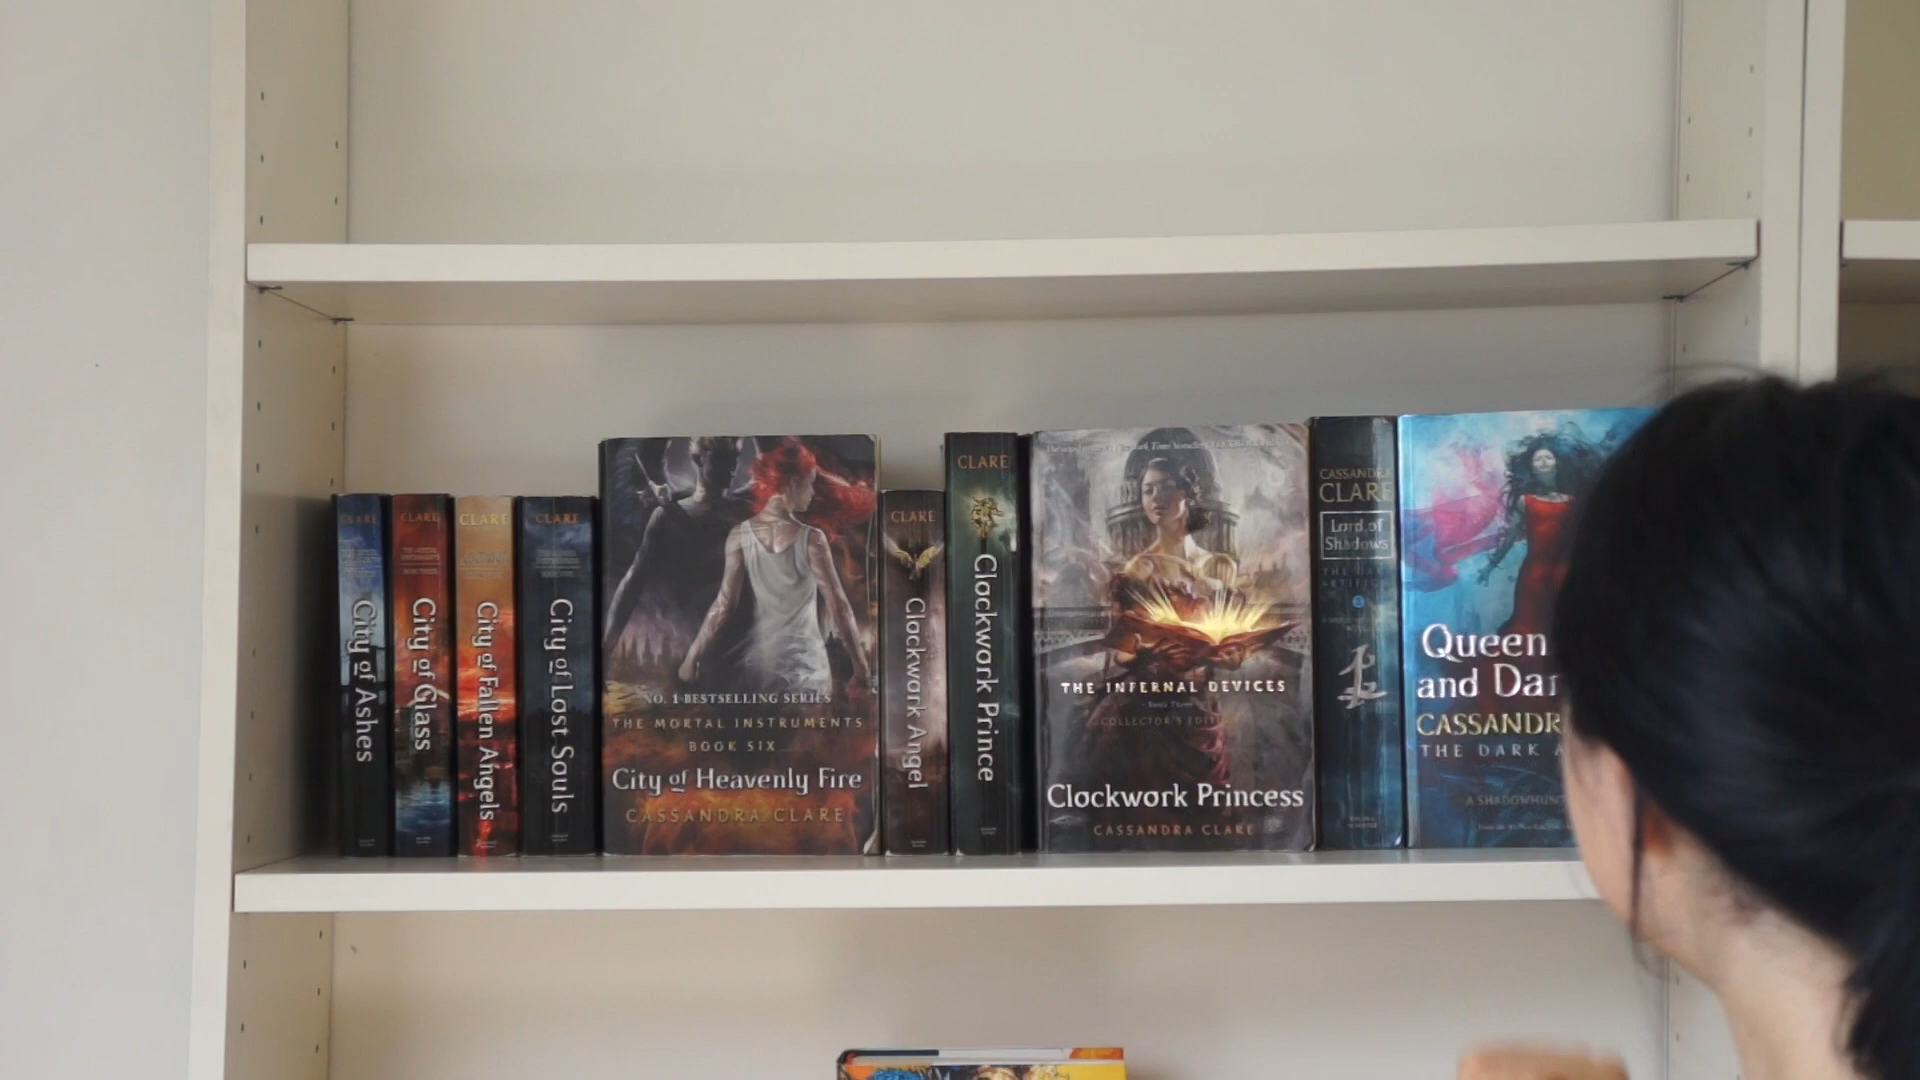 CLARE
City of Ashes
CLARE
City of Glass
CLARE
City of Fallen Angels
CLARE
City of Lost Souls
NO. 1 BESTSELLING SERIES
THE MORTAL INSTRUMENTS
BOOK SIX
City of Heavenly Fire
CASSANDRA CLARE
CLARE
Clockwork Angel
CLARE
Clockwork Prince
THE INFERNAL DEVICES
COLLECTOR'S EDITION
Clockwork Princess
CASSANDRA CLARE
CASSANDRA
CLARE
Lord of
Shadows
Queen
and Dar
CASSANDR
THE DARK A
A SHADOWHUNT